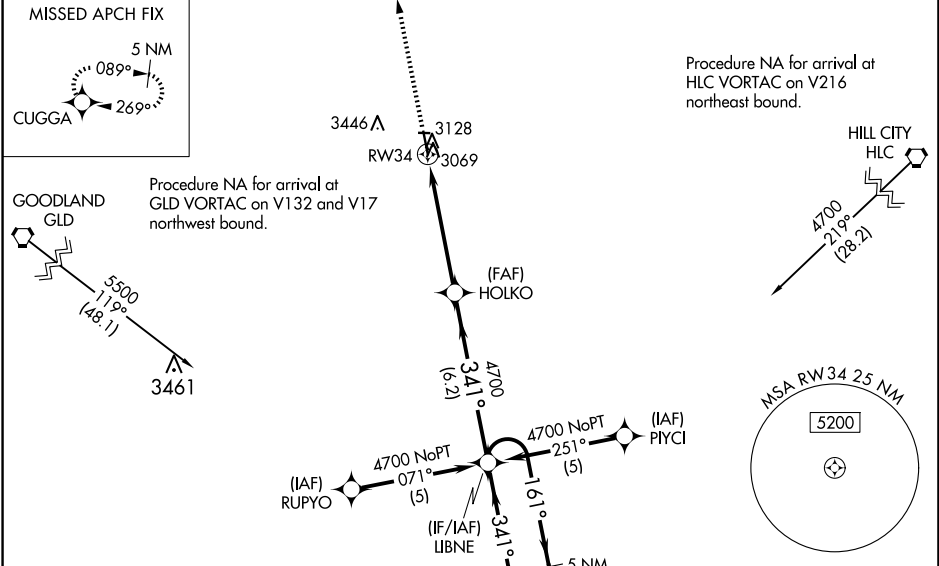 MISSED APCH FIX
5 NM
089°
269°
CUGGA
Procedure NA for arrival at
HLC VORTAC on V216
northeast bound.
3446
3128
RW34
3069
HILL CITY
HLC
4700
219°
(28.2)
Procedure NA for arrival at
GLD VORTAC on V132 and V17
northwest bound.
GOODLAND
GLD
5500
119°
(48.1)
3461
(FAF)
HOLKO
4700
341°
(6.2)
MSA RW34 25 NM
5200
(IAF)
PIYCI
4700 NoPT
251°
(5)
4700 NoPT
071°
(5)
(IAF)
RUPYO
(IF/IAF)
LIBNE
161°
341°
5 NM